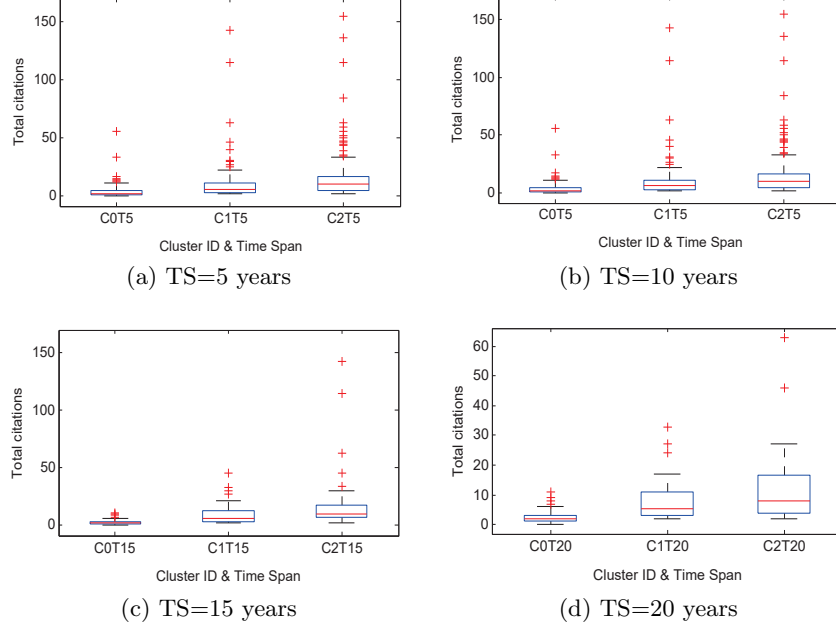 150
100
50
0
Total citations
C0T5 C1T5 C2T5
Cluster ID & Time Span
(a) TS=5 years
150
100
50
0
Total citations
C0T5 C1T5 C2T5
Cluster ID & Time Span
(b) TS=10 years
150
100
50
0
Total citations
C0T15 C1T15 C2T15
Cluster ID & Time Span
(c) TS=15 years
60
50
40
30
20
10
0
Total citations
C0T20 C1T20 C2T20
Cluster ID & Time Span
(d) TS=20 years